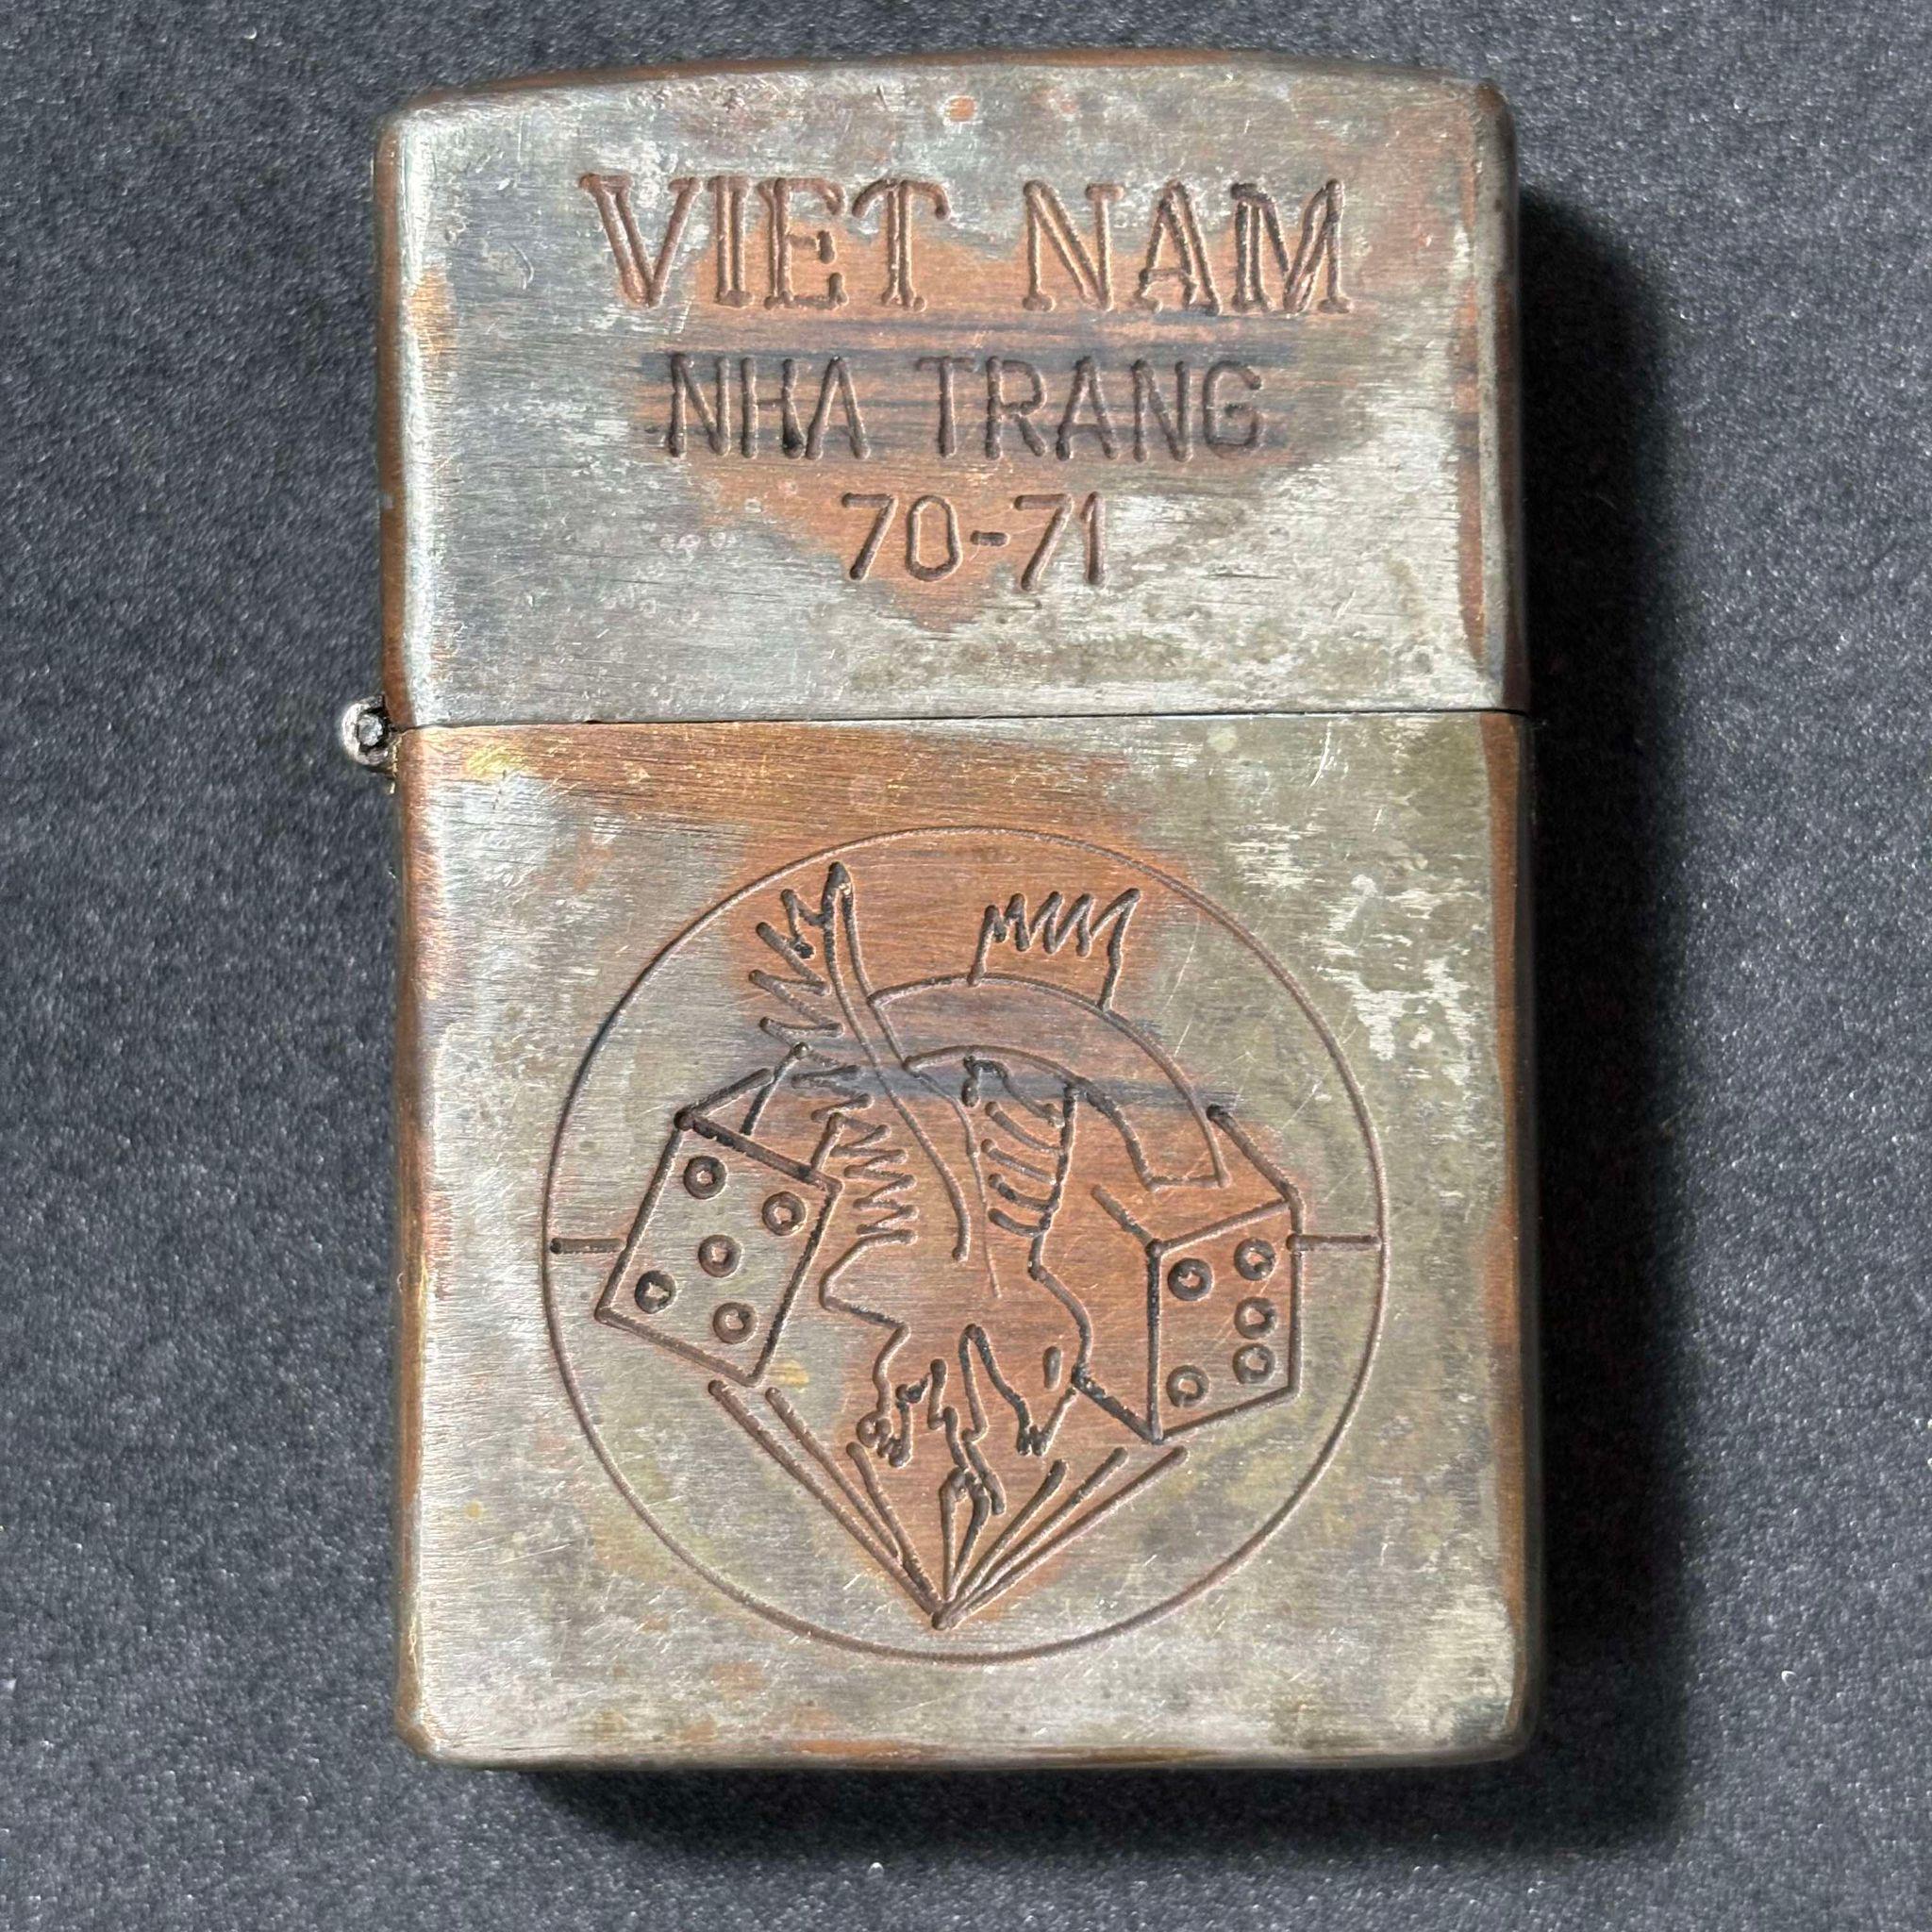 VIET NAM
NHA TRANG
70-71